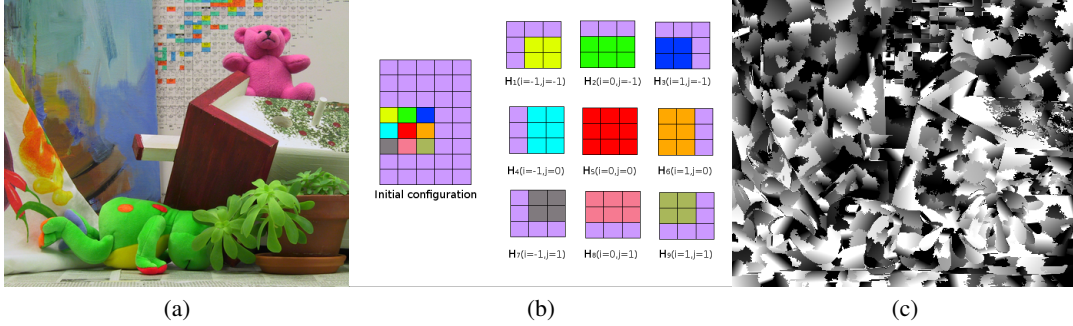 H₁(i=-1,j=-1) H₂(i=0,j=-1) H₃(i=1,j=-1)
H₄(i=-1,j=0) H₅(i=0,j=0) H₆(i=1,j=0)
Initial configuration
H₇(i=-1,j=1) H₈(i=0,j=1) H₉(i=1,j=1)
(a) (b) (c)